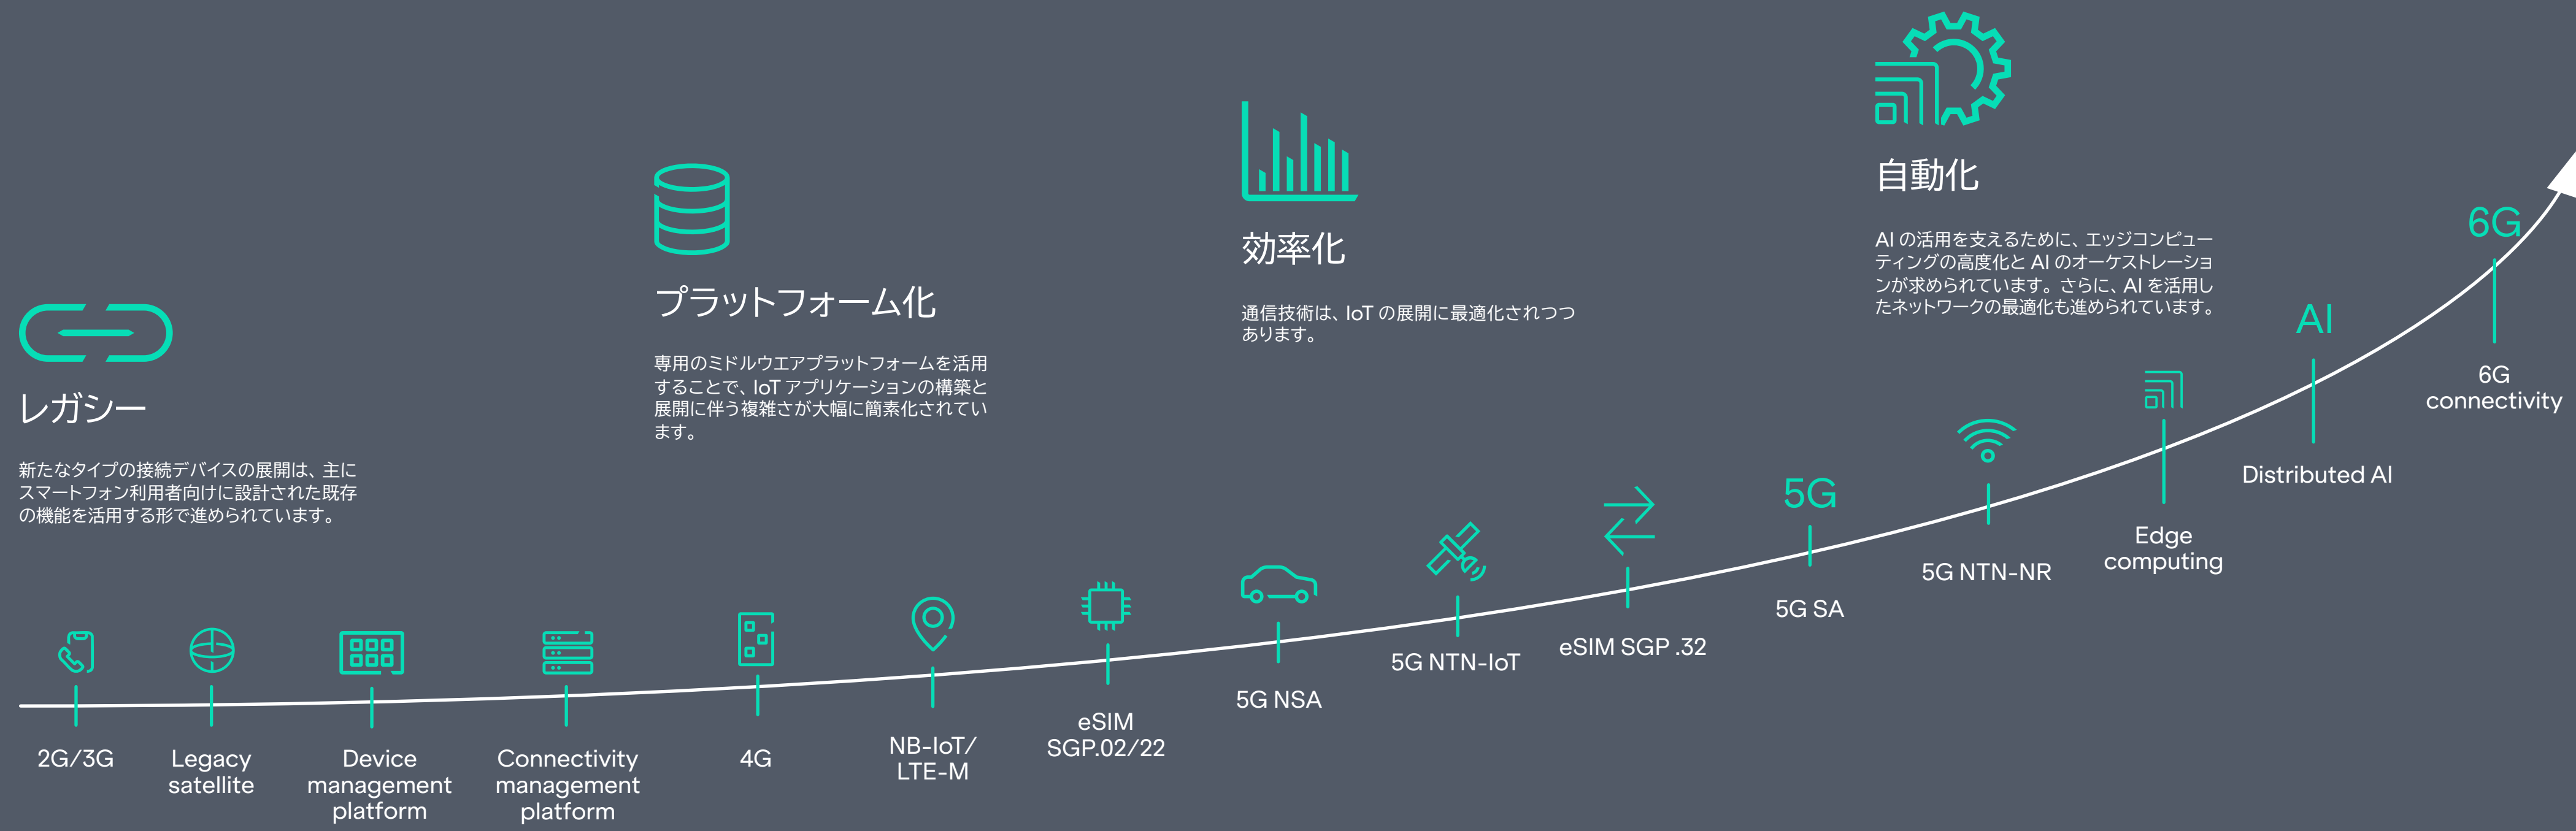 レガシー
新たなタイプの接続デバイスの展開は、主に
スマートフォン利用者向けに設計された既存
の機能を活用する形で進められています。
プラットフォーム化
専用のミドルウエアプラットフォームを活用
することで、IoT アプリケーションの構築と
展開に伴う複雑さが大幅に簡素化されてい
ます。
効率化
通信技術は、IoT の展開に最適化されつつ
あります。
自動化
AI の活用を支えるために、エッジコンピュー
ティングの高度化と AI のオーケストレーショ
ンが求められています。さらに、AI を活用し
たネットワークの最適化も進められています。
2G/3G
Legacy
satellite
Device
management
platform
Connectivity
management
platform
4G
NB-IoT/
LTE-M
eSIM
SGP.02/22
5G NSA
5G NTN-IoT
eSIM SGP .32
5G
5G SA
5G NTN-NR
Edge
computing
AI
Distributed AI
6G
6G
connectivity